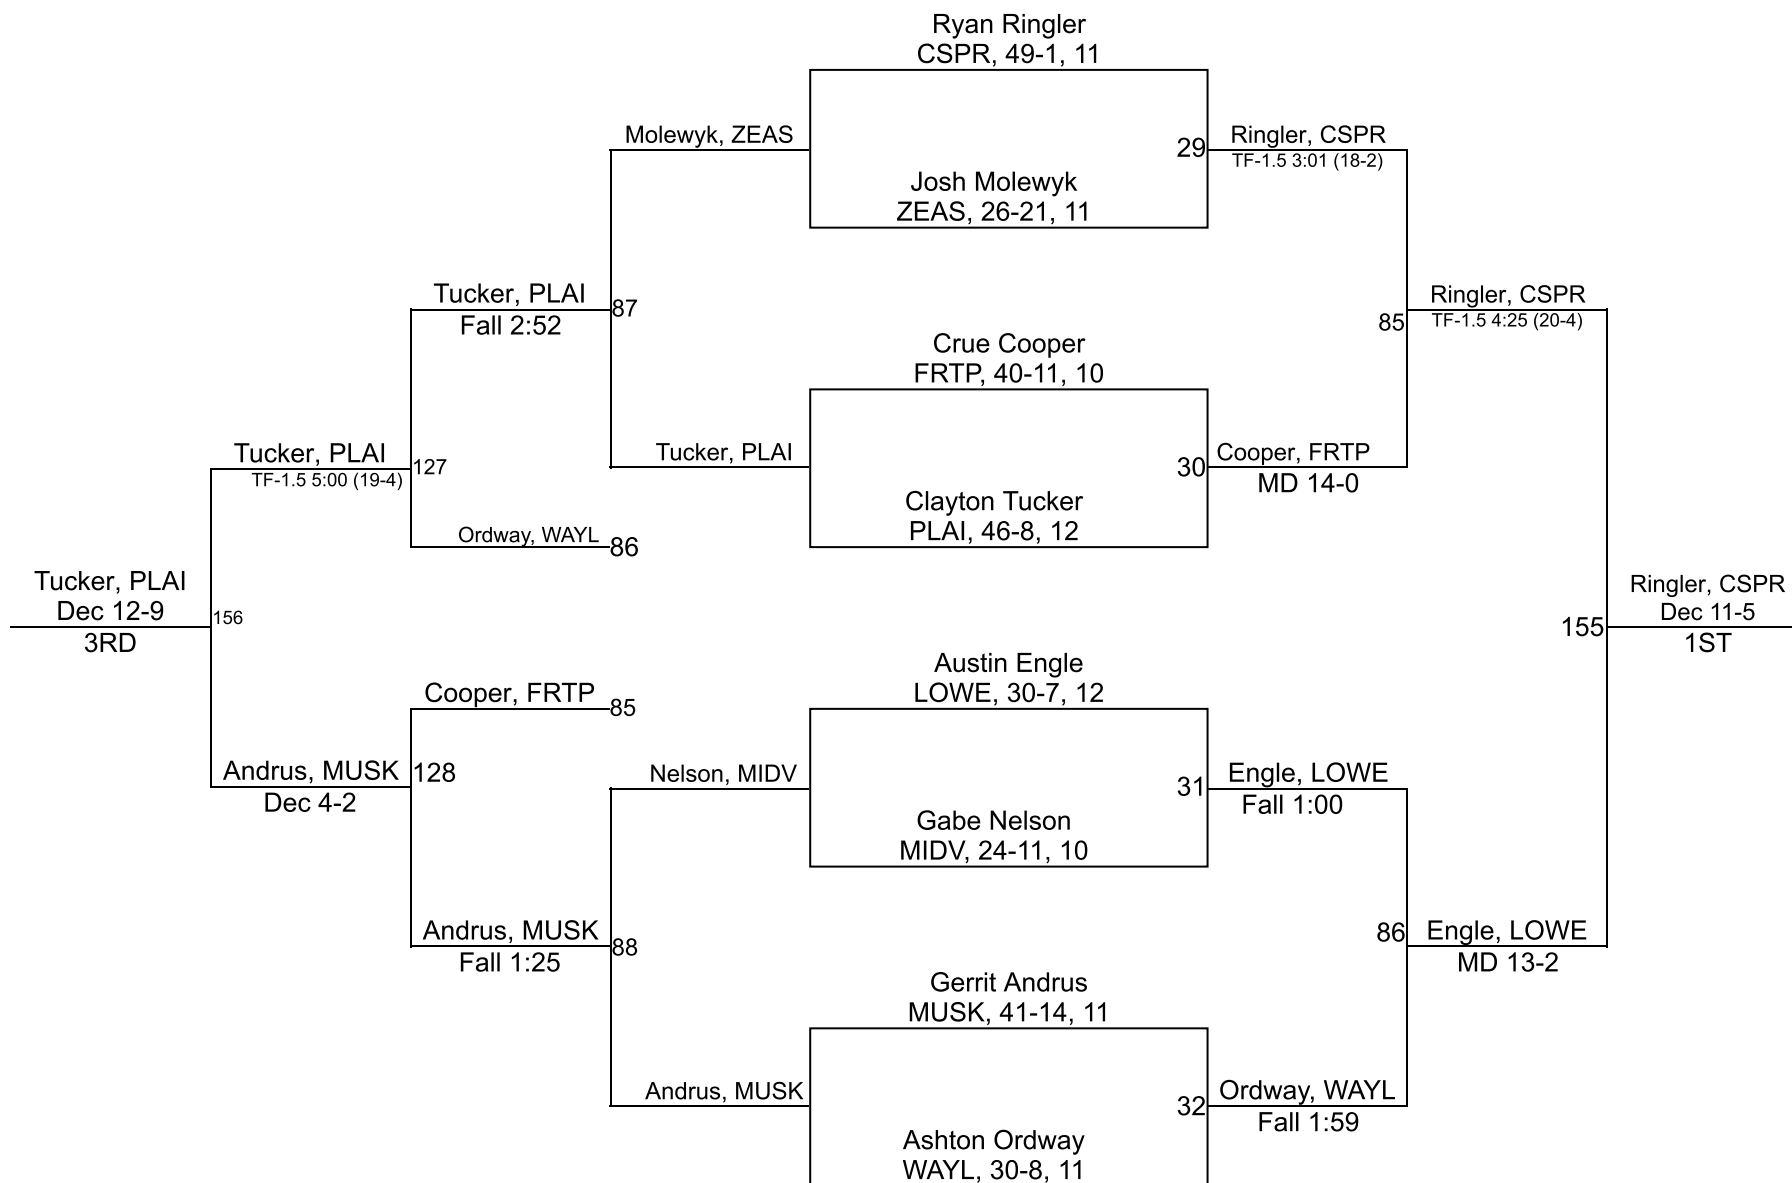 Ryan Ringler
CSPR, 49-1, 11
Molewyk, ZEAS
29
Ringler, CSPR
TF-1.5 3:01 (18-2)
Josh Molewyk
ZEAS, 26-21, 11
Tucker, PLAI
Fall 2:52
87
Ringler, CSPR
TF-1.5 4:25 (20-4)
85
Crue Cooper
FRTP, 40-11, 10
Tucker, PLAI
TF-1.5 5:00 (19-4)
127
Tucker, PLAI
30
Cooper, FRTP
MD 14-0
Clayton Tucker
PLAI, 46-8, 12
Ordway, WAYL
86
Tucker, PLAI
Dec 12-9
3RD
156
155
Ringler, CSPR
Dec 11-5
1ST
Austin Engle
LOWE, 30-7, 12
Cooper, FRTP
85
Andrus, MUSK
Dec 4-2
128
Nelson, MIDV
31
Engle, LOWE
Fall 1:00
Gabe Nelson
MIDV, 24-11, 10
Andrus, MUSK
Fall 1:25
88
86
Engle, LOWE
MD 13-2
Gerrit Andrus
MUSK, 41-14, 11
Andrus, MUSK
32
Ordway, WAYL
Fall 1:59
Ashton Ordway
WAYL, 30-8, 11